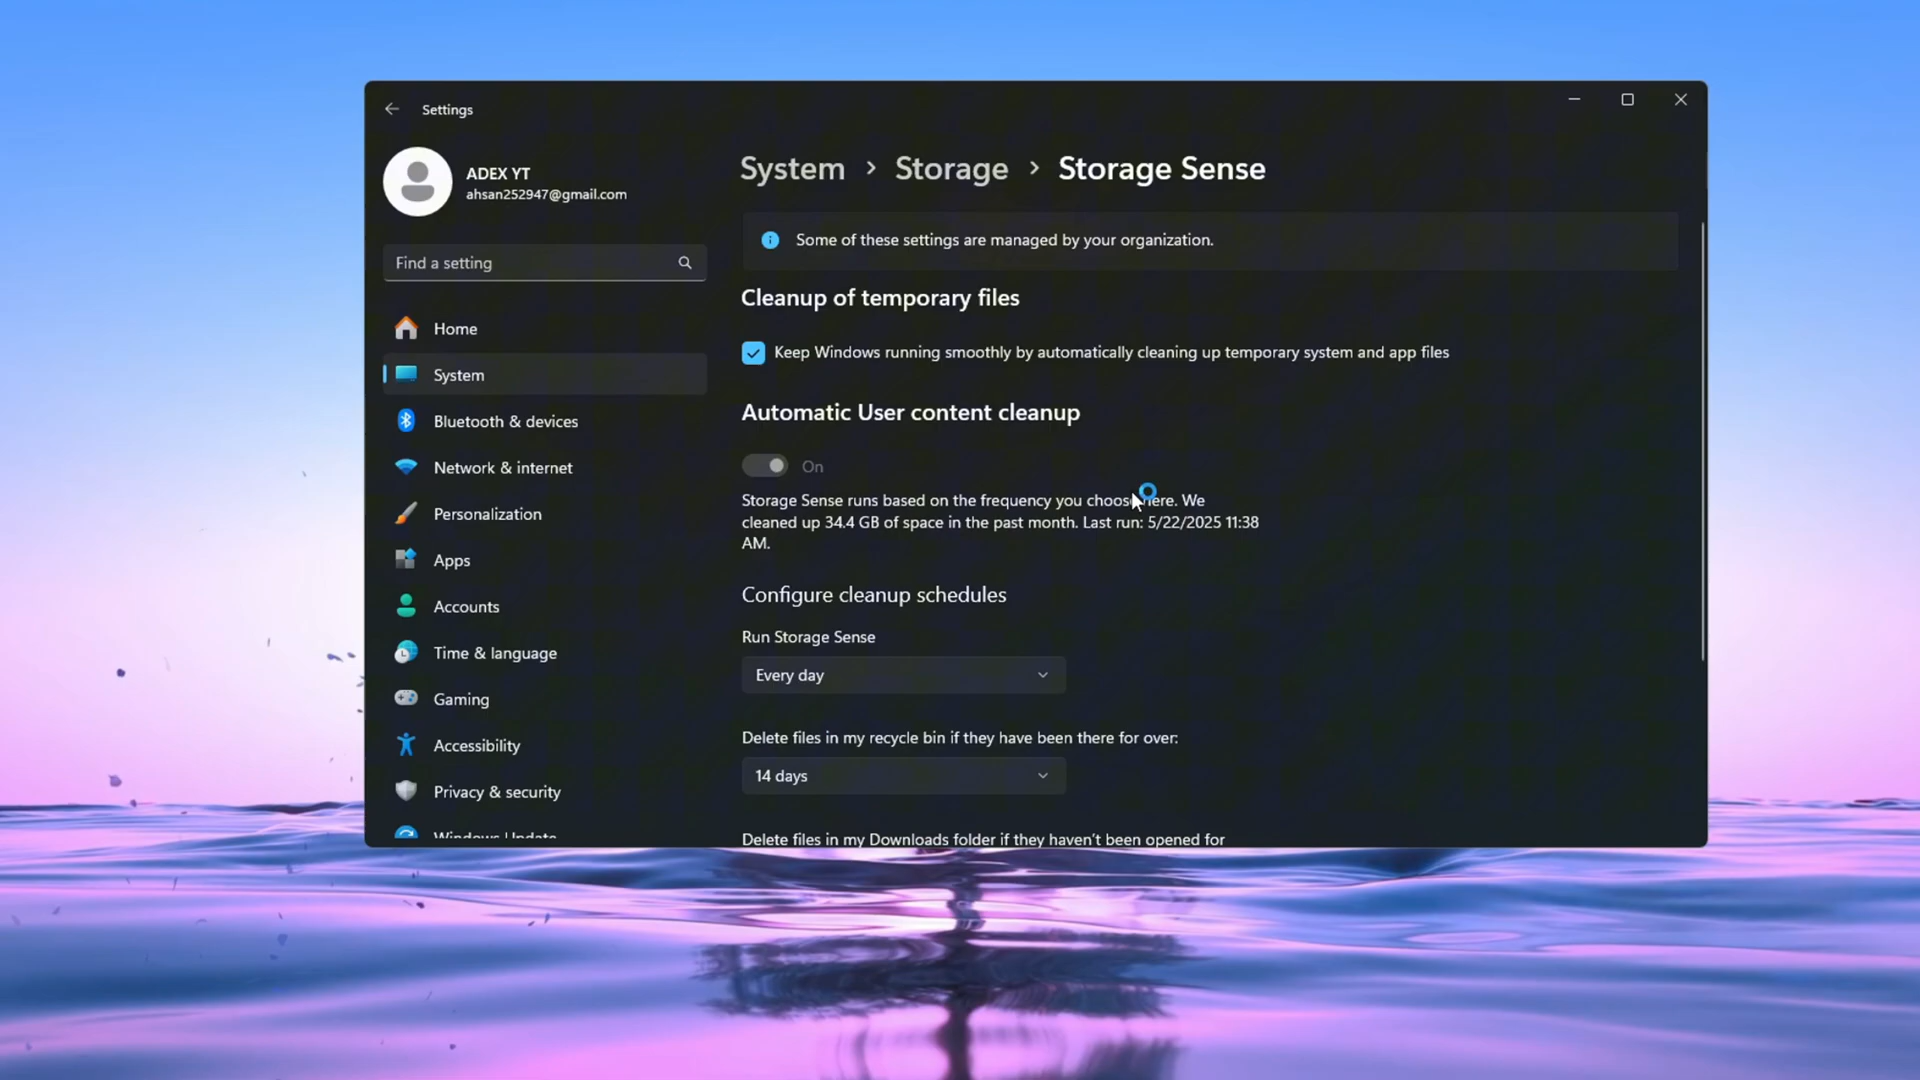 Settings
ADEX YT
ahsan252947@gmail.com
Find a setting
Home
System
Bluetooth & devices
Network & internet
Personalization
Apps
Accounts
Time & language
Gaming
Accessibility
Privacy & security
Windows Update
System > Storage > Storage Sense
Some of these settings are managed by your organization.
Cleanup of temporary files
Keep Windows running smoothly by automatically cleaning up temporary system and app files
Automatic User content cleanup
On
Storage Sense runs based on the frequency you choose here. We
cleaned up 34.4 GB of space in the past month. Last run: 5/22/2025 11:38
AM.
Configure cleanup schedules
Run Storage Sense
Every day
Delete files in my recycle bin if they have been there for over:
14 days
Delete files in my Downloads folder if they haven't been opened for